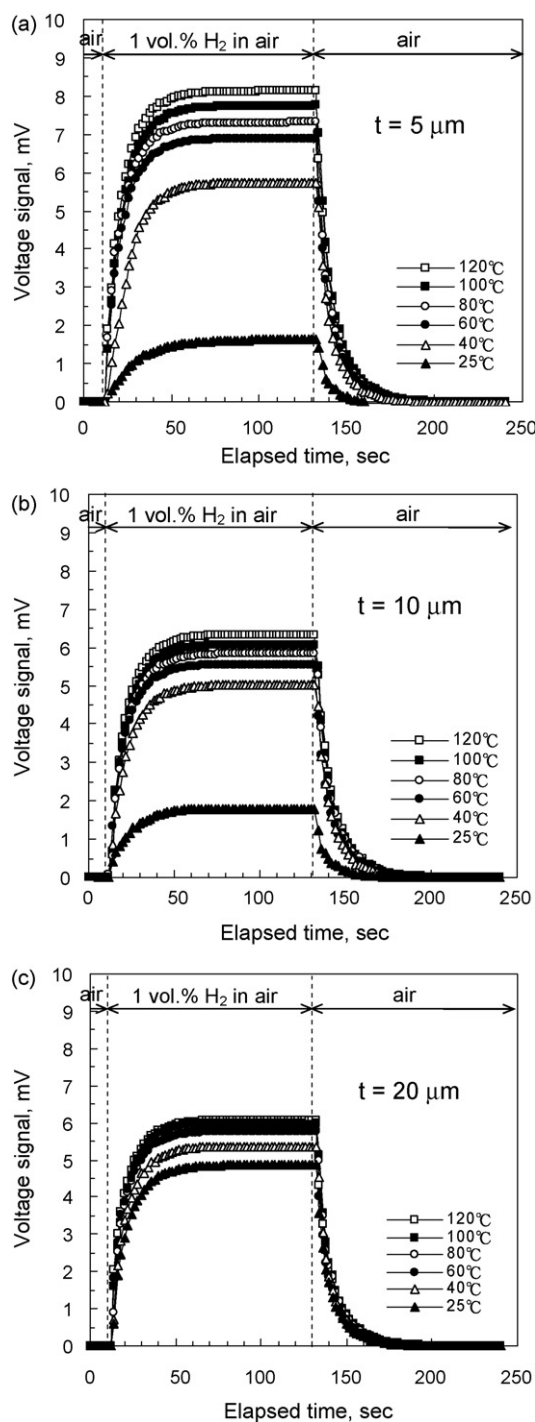 (a)
10
9
8
7
6
5
4
3
2
1
0
Voltage signal, mV
air
1 vol.% H₂ in air
air
t = 5 μm
120℃
100℃
80℃
60℃
40℃
25℃
0 50 100 150 200 250
Elapsed time, sec
(b)
10
9
8
7
6
5
4
3
2
1
0
Voltage signal, mV
air
1 vol.% H₂ in air
air
t = 10 μm
120℃
100℃
80℃
60℃
40℃
25℃
0 50 100 150 200 250
Elapsed time, sec
(c)
10
9
8
7
6
5
4
3
2
1
0
Voltage signal, mV
air
1 vol.% H₂ in air
air
t = 20 μm
120℃
100℃
80℃
60℃
40℃
25℃
0 50 100 150 200 250
Elapsed time, sec